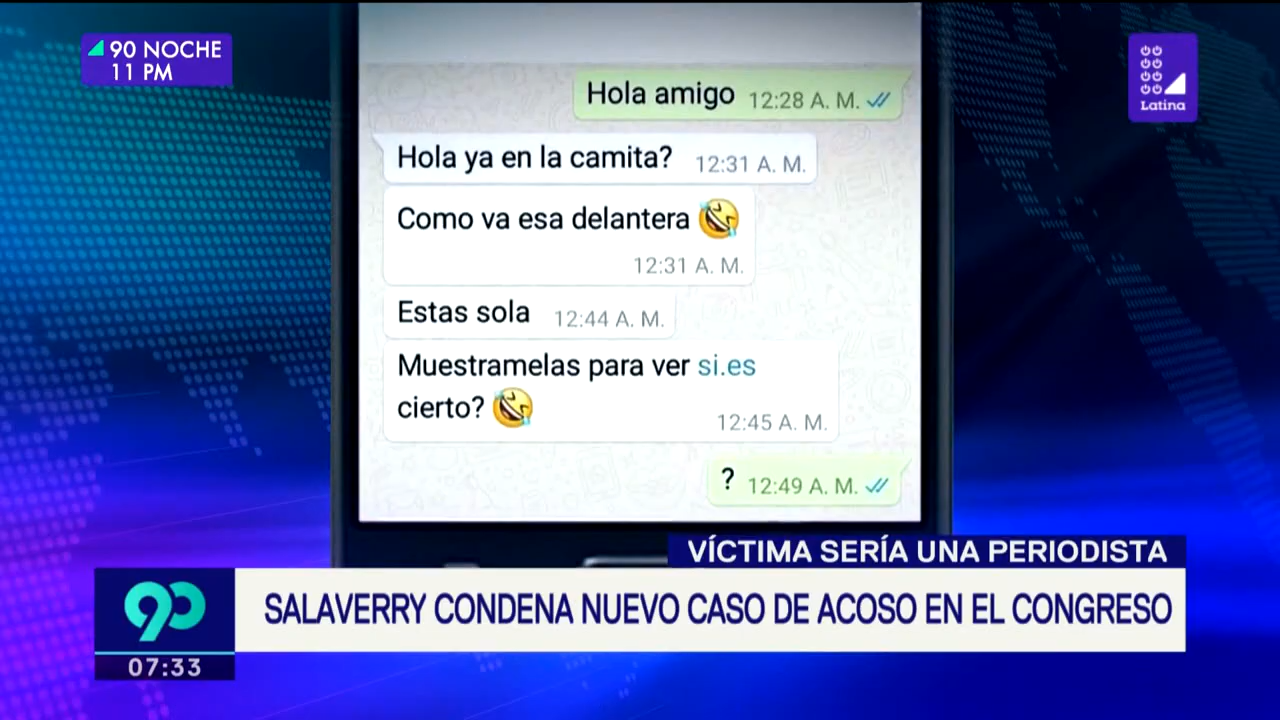 90 NOCHE
11 PM
Latina
Hola amigo 12:28 A. M.
Hola ya en la camita? 12:31 A. M.
Como va esa delantera 🤣
12:31 A. M.
Estas sola 12:44 A. M.
Muestramelas para ver si.es
cierto? 🤣 12:45 A. M.
? 12:49 A. M.
VÍCTIMA SERÍA UNA PERIODISTA
90
SALAVERRY CONDENA NUEVO CASO DE ACOSO EN EL CONGRESO
07:33